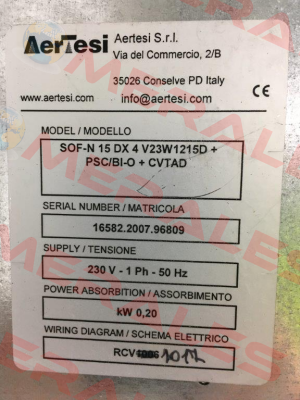 AerTesi
Aertesi S.r.l.
Via del Commercio, 2/B
35026 Conselve PD Italy
www.aertesi.com
info@aertesi.com
CE
MODEL / MODELLO
SOF-N 15 DX 4 V23W1215D +
PSC/BI-O + CVTAD
SERIAL NUMBER / MATRICOLA
16582.2007.96809
SUPPLY / TENSIONE
230 V - 1 Ph - 50 Hz
POWER ABSORBTION / ASSORBIMENTO
kW 0,20
WIRING DIAGRAM / SCHEMA ELETTRICO
RCV